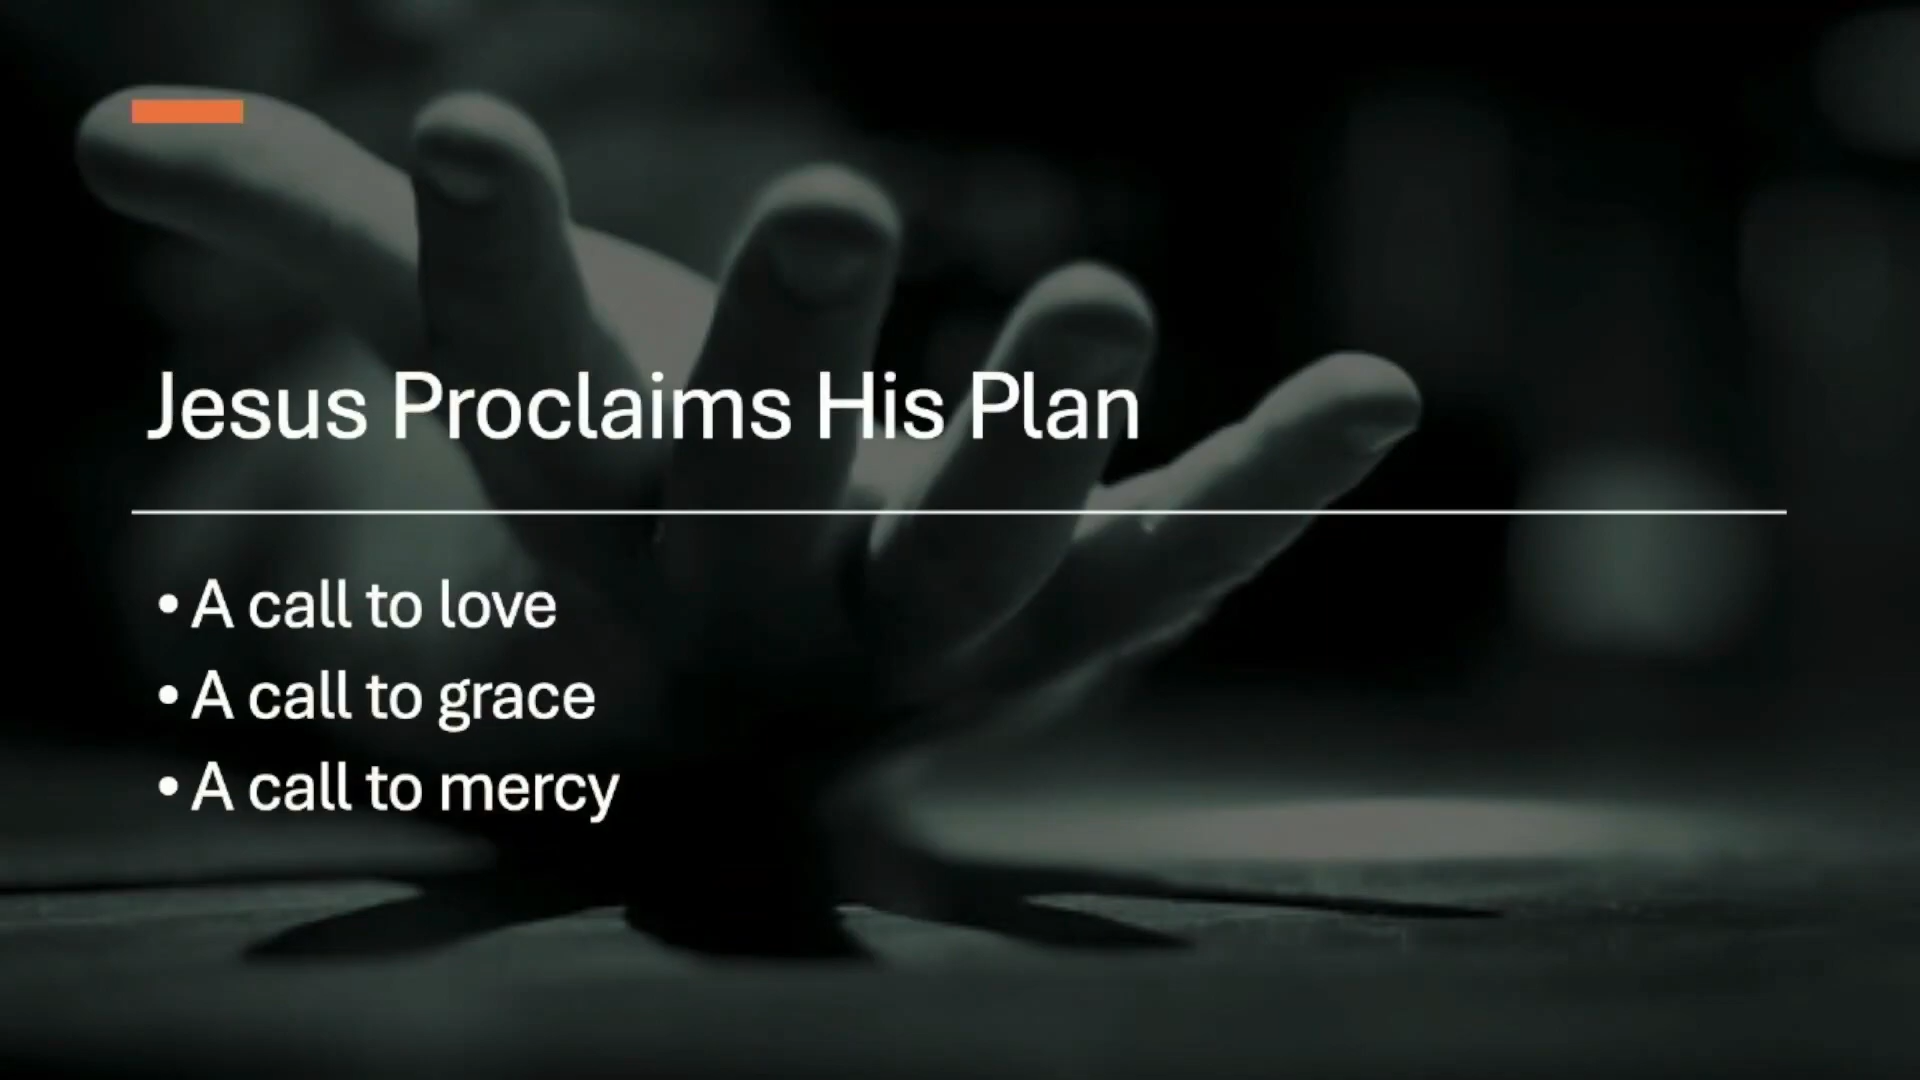 Jesus Proclaims His Plan
• A call to love
• A call to grace
• A call to mercy